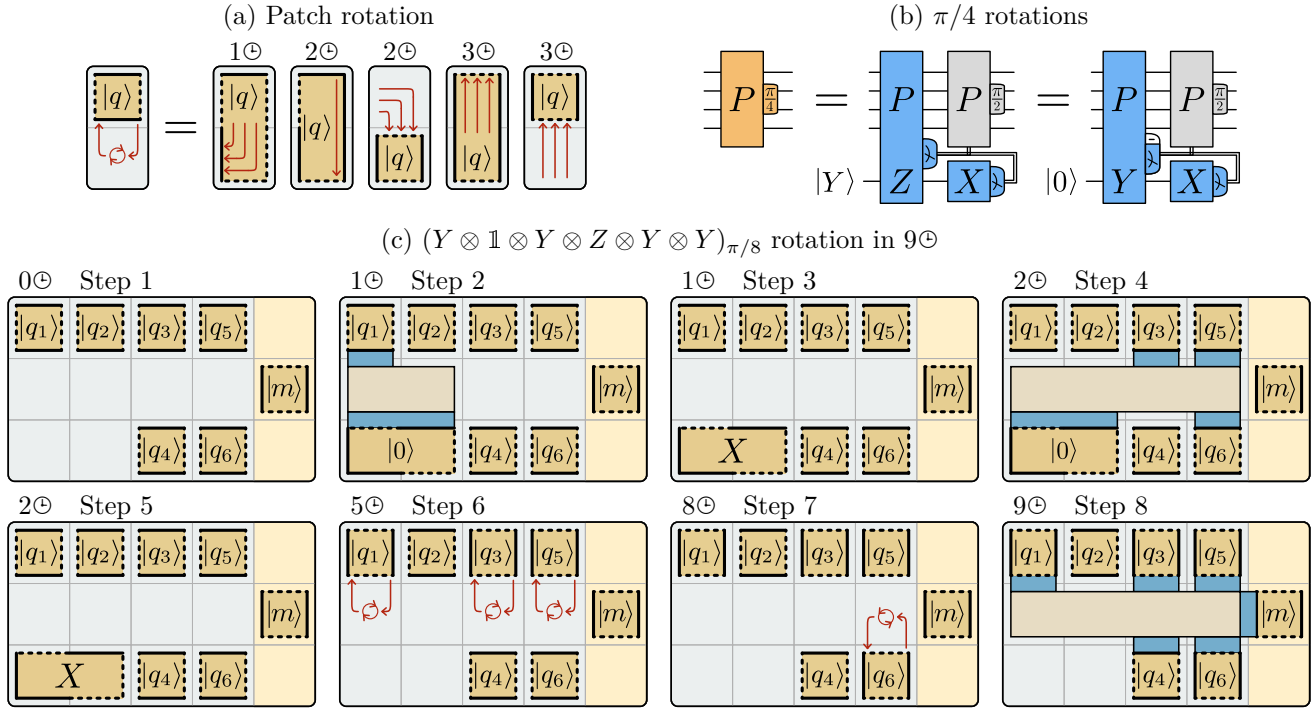 (a) Patch rotation
(b) π/4 rotations
1🕒 2🕒 2🕒 3🕒 3🕒
|q⟩ = |q⟩ |q⟩ |q⟩ |q⟩ |q⟩
P π/4 = P P π/2 = P P π/2
|Y⟩ Z X |0⟩ − Y X
(c) (Y ⊗ 𝟙 ⊗ Y ⊗ Z ⊗ Y ⊗ Y)π/8 rotation in 9🕒
0🕒 Step 1
|q1⟩ |q2⟩ |q3⟩ |q5⟩
|m⟩
|q4⟩ |q6⟩
1🕒 Step 2
|q1⟩ |q2⟩ |q3⟩ |q5⟩
|m⟩
|0⟩ |q4⟩ |q6⟩
1🕒 Step 3
|q1⟩ |q2⟩ |q3⟩ |q5⟩
|m⟩
X |q4⟩ |q6⟩
2🕒 Step 4
|q1⟩ |q2⟩ |q3⟩ |q5⟩
|m⟩
|0⟩ |q4⟩ |q6⟩
2🕒 Step 5
|q1⟩ |q2⟩ |q3⟩ |q5⟩
|m⟩
X |q4⟩ |q6⟩
5🕒 Step 6
|q1⟩ |q2⟩ |q3⟩ |q5⟩
|m⟩
|q4⟩ |q6⟩
8🕒 Step 7
|q1⟩ |q2⟩ |q3⟩ |q5⟩
|m⟩
|q4⟩ |q6⟩
9🕒 Step 8
|q1⟩ |q2⟩ |q3⟩ |q5⟩
|m⟩
|q4⟩ |q6⟩